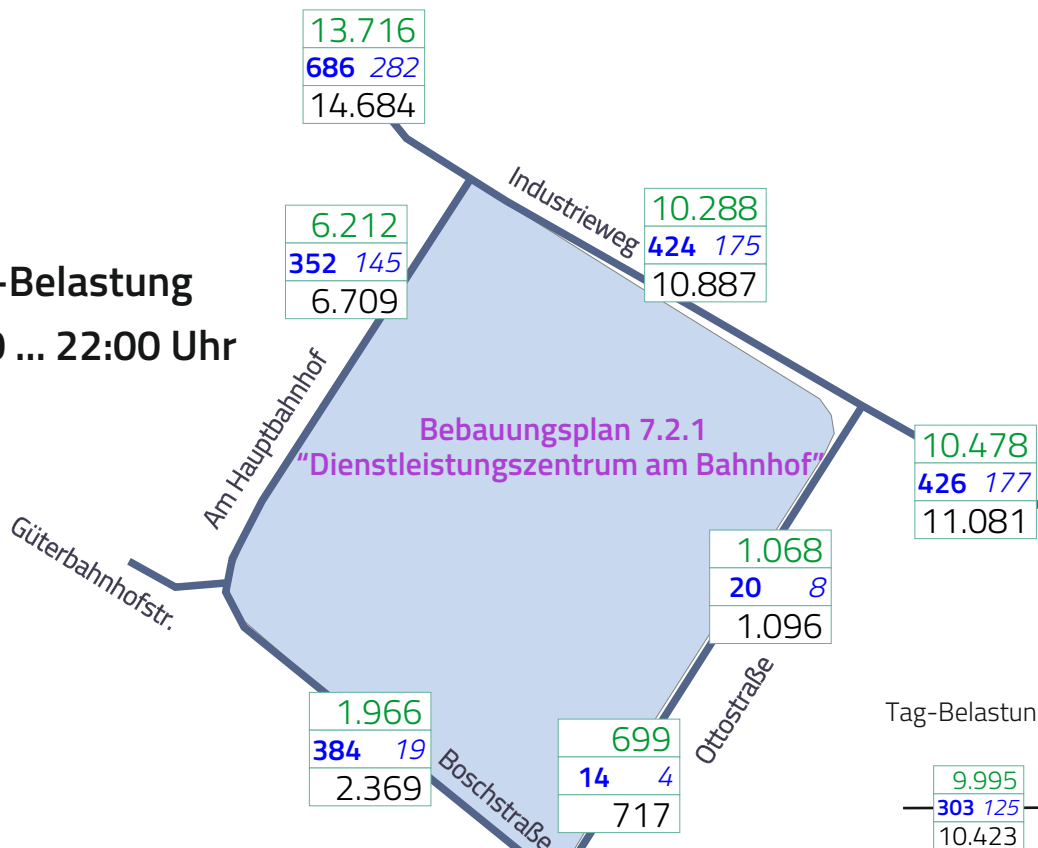 13.716
686 282
14.684
Industrieweg
10.288
424 175
10.887
6.212
352 145
6.709
-Belastung
... 22:00 Uhr
Am Hauptbahnhof
Bebauungsplan 7.2.1
“Dienstleistungszentrum am Bahnhof”
10.478
426 177
11.081
Güterbahnhofstr.
1.068
20 8
1.096
Ottostraße
1.966
384 19
2.369
Boschstraße
699
14 4
717
Tag-Belastun
9.995
303 125
10.423